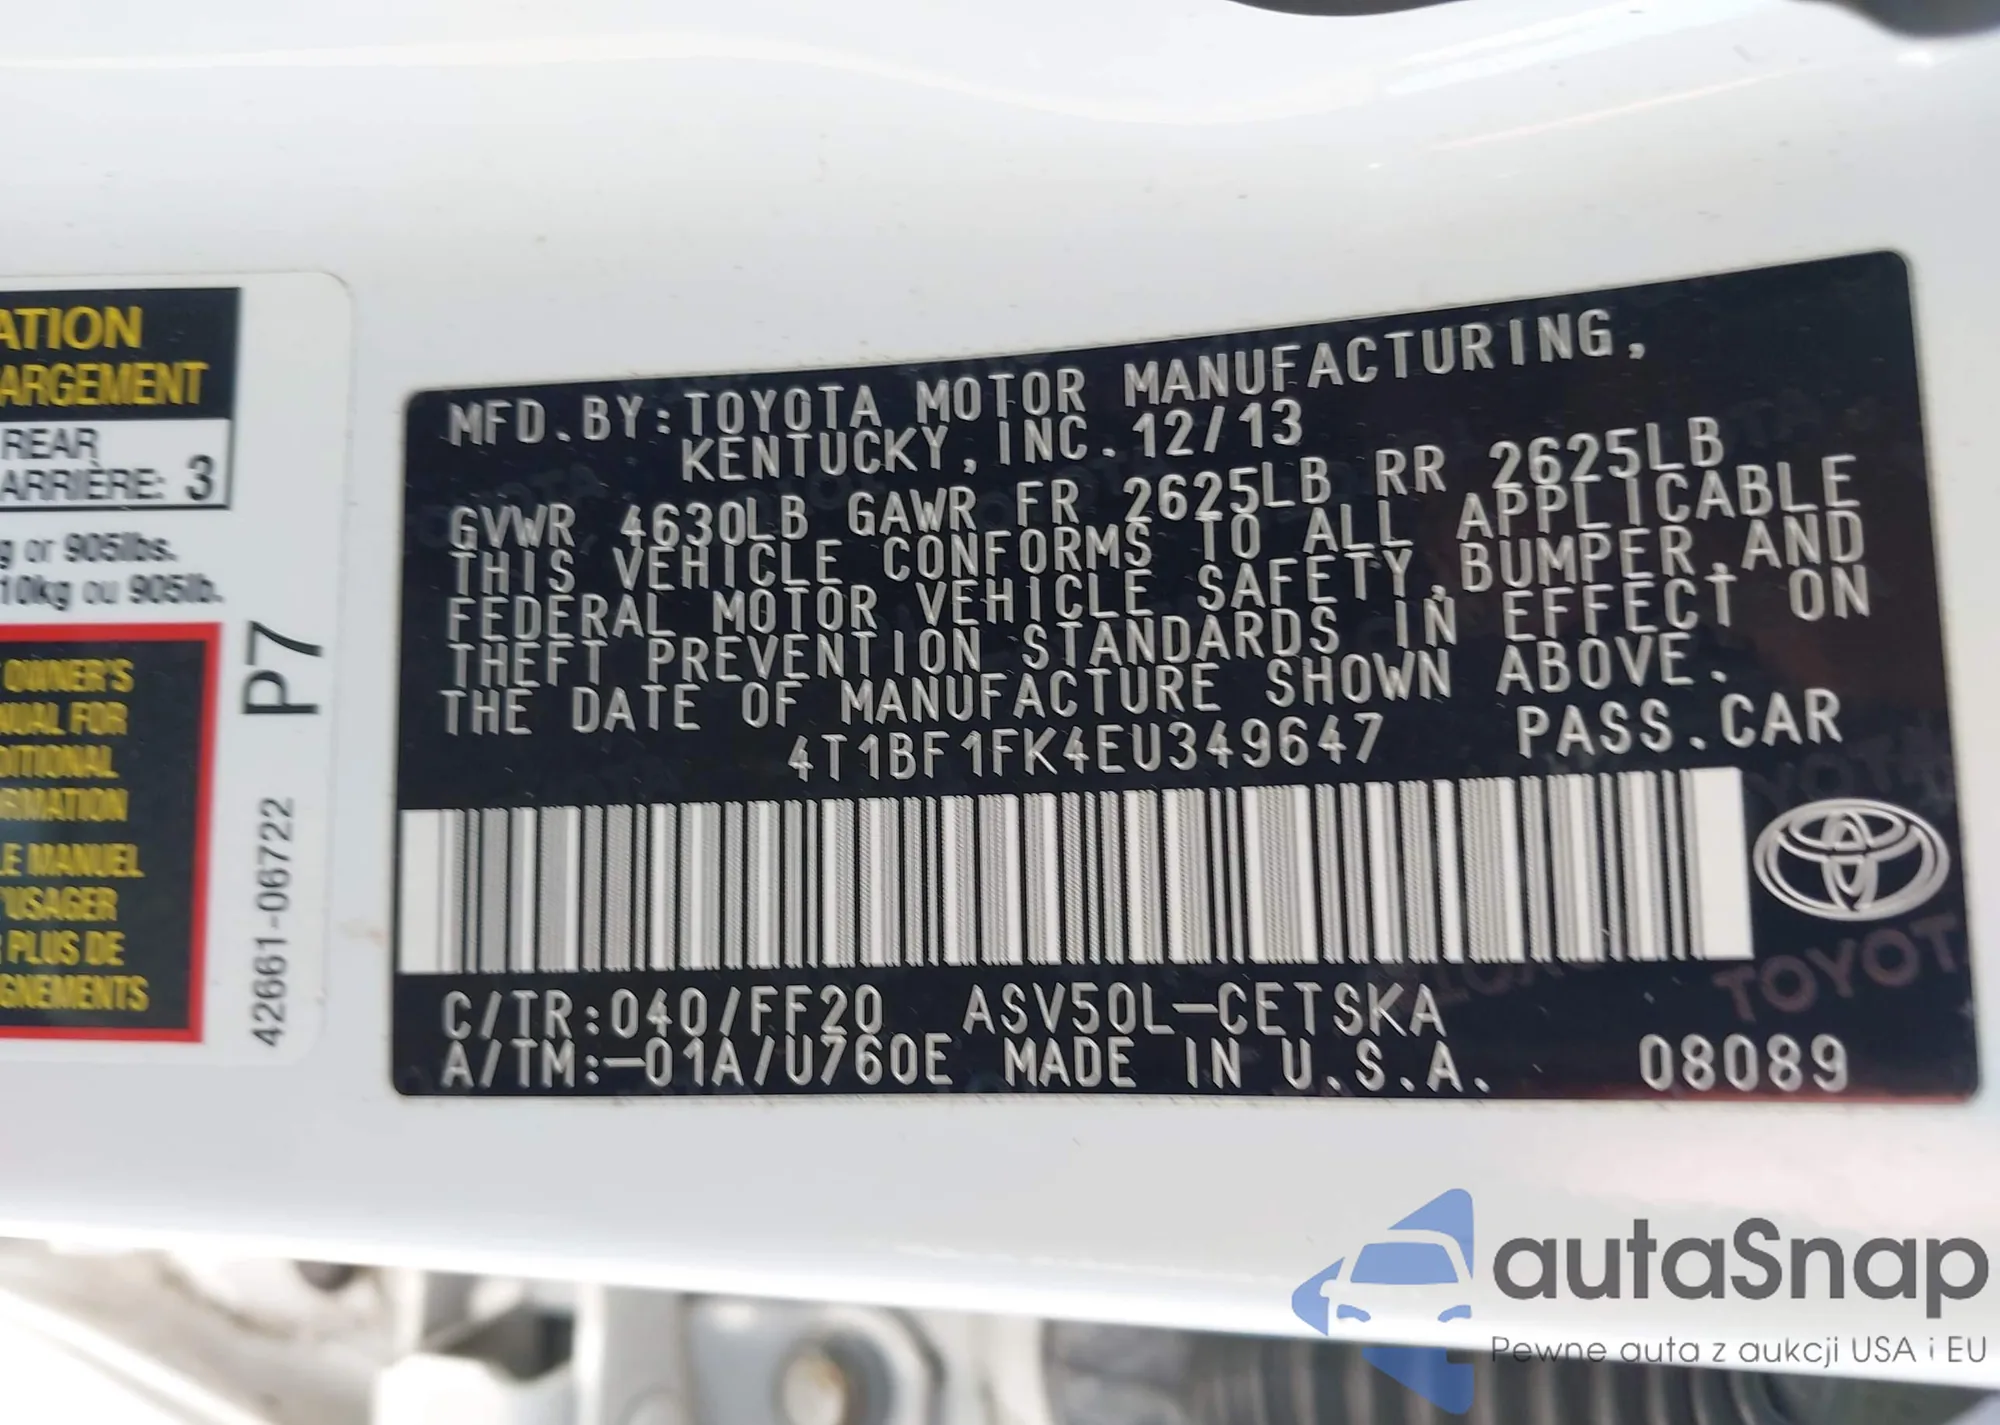 ATION
ARGEMENT
REAR
ARRIÈRE: 3
g or 905lbs.
10kg ou 905lb.
OWNER'S
NUAL FOR
DITIONAL
RMATION
LE MANUEL
'USAGER
PLUS DE
GNEMENTS
P7
42661-06722
MFD.BY:TOYOTA MOTOR MANUFACTURING,
KENTUCKY, INC. 12/13
GVWR 4630LB GAWR FR 2625LB RR 2625LB
THIS VEHICLE CONFORMS TO ALL APPLICABLE
FEDERAL MOTOR VEHICLE SAFETY,BUMPER,AND
THEFT PREVENTION STANDARDS IN EFFECT ON
THE DATE OF MANUFACTURE SHOWN ABOVE.
4T1BF1FK4EU349647 PASS.CAR
TOYOTA
C/TR:040/FF20 ASV50L-CETSKA
A/TM:-01A/U760E MADE IN U.S.A. 08089
autaSnap
Pewne auta z aukcji USA i EU